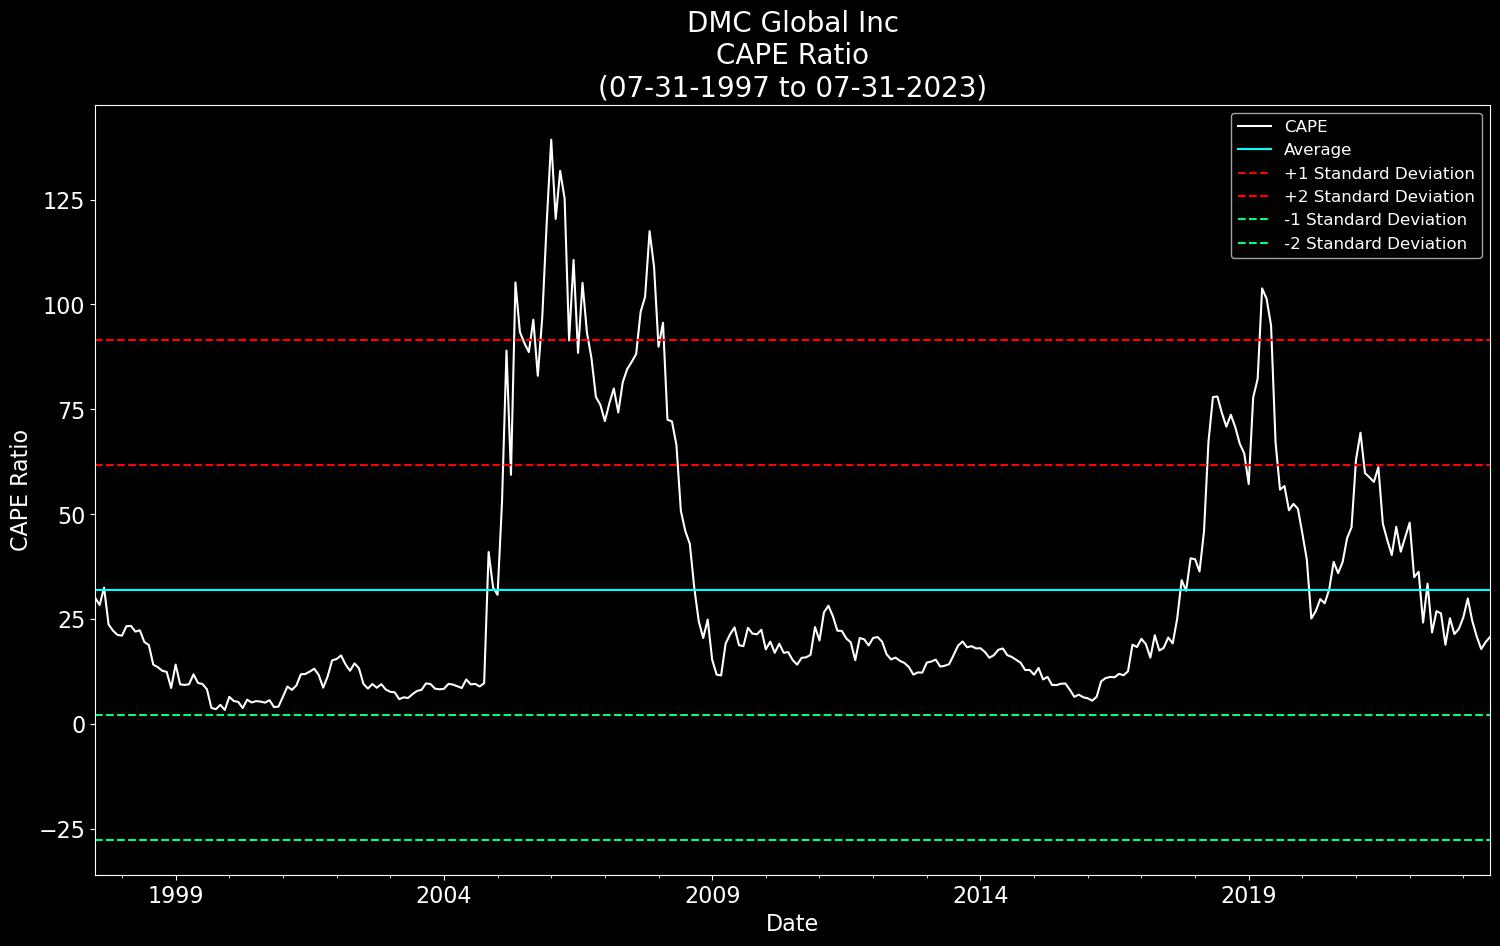 DMC Global Inc
CAPE Ratio
(07-31-1997 to 07-31-2023)
CAPE
Average
+1 Standard Deviation
+2 Standard Deviation
-1 Standard Deviation
-2 Standard Deviation
CAPE Ratio
125
100
75
50
25
0
−25
1999
2004
2009
2014
2019
Date